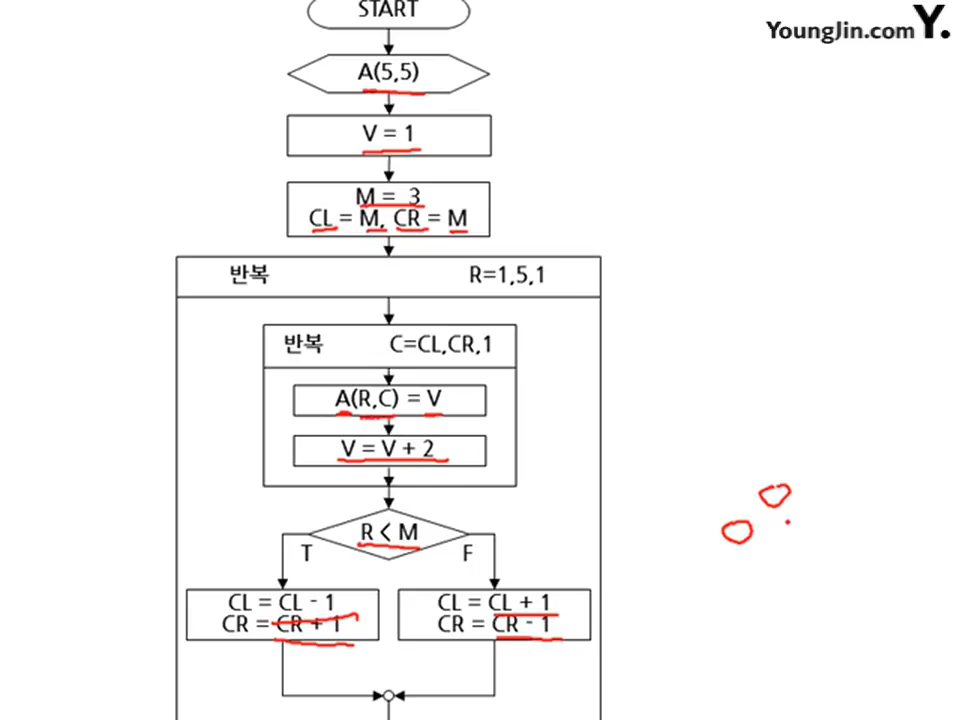 START
YoungJin.com Y.
A(5,5)
V = 1
M = 3
CL = M, CR = M
반복 R=1,5,1
반복 C=CL,CR,1
A(R,C) = V
V = V + 2
R < M
T F
CL = CL - 1
CR = CR + 1
CL = CL + 1
CR = CR - 1